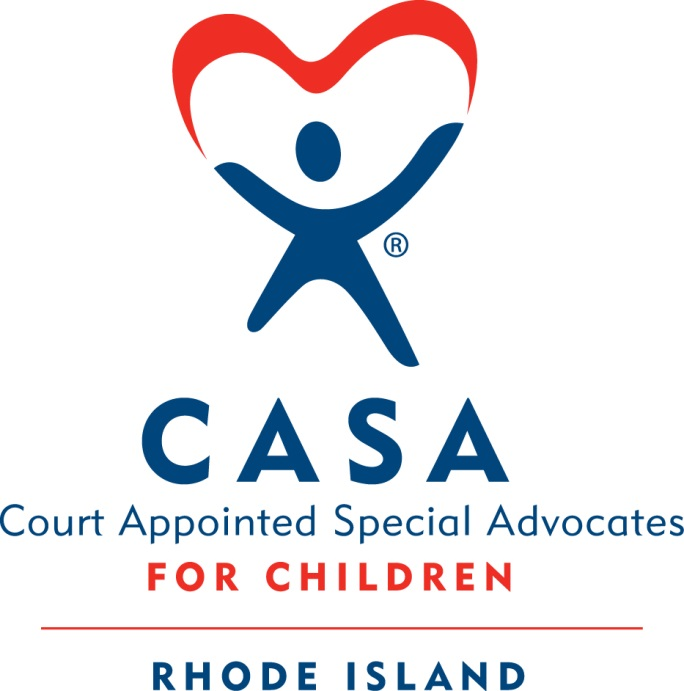 ®
CASA
Court Appointed Special Advocates
FOR CHILDREN
RHODE ISLAND